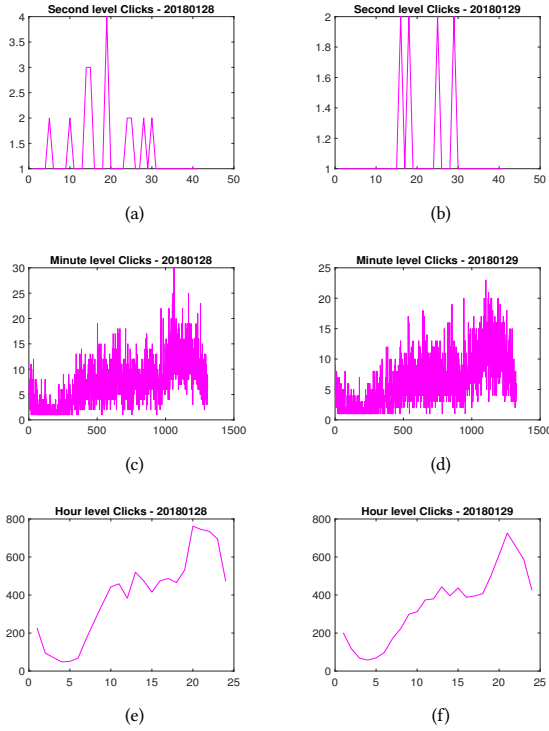 Second level Clicks - 20180128
4
3.5
3
2.5
2
1.5
1
0 10 20 30 40 50
(a)
Second level Clicks - 20180129
2
1.8
1.6
1.4
1.2
1
0 10 20 30 40 50
(b)
Minute level Clicks - 20180128
30
25
20
15
10
5
0
0 500 1000 1500
(c)
Minute level Clicks - 20180129
25
20
15
10
5
0
0 500 1000 1500
(d)
Hour level Clicks - 20180128
800
600
400
200
0
0 5 10 15 20 25
(e)
Hour level Clicks - 20180129
800
600
400
200
0
0 5 10 15 20 25
(f)